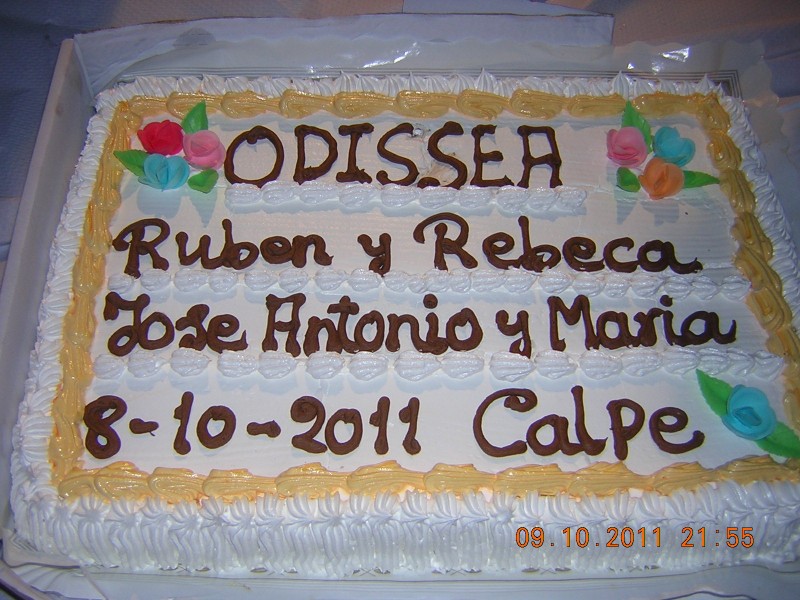 ODISSEA
Ruben y Rebeca
Jose Antonio y Maria
8-10-2011 Calpe
09.10.2011 21:55